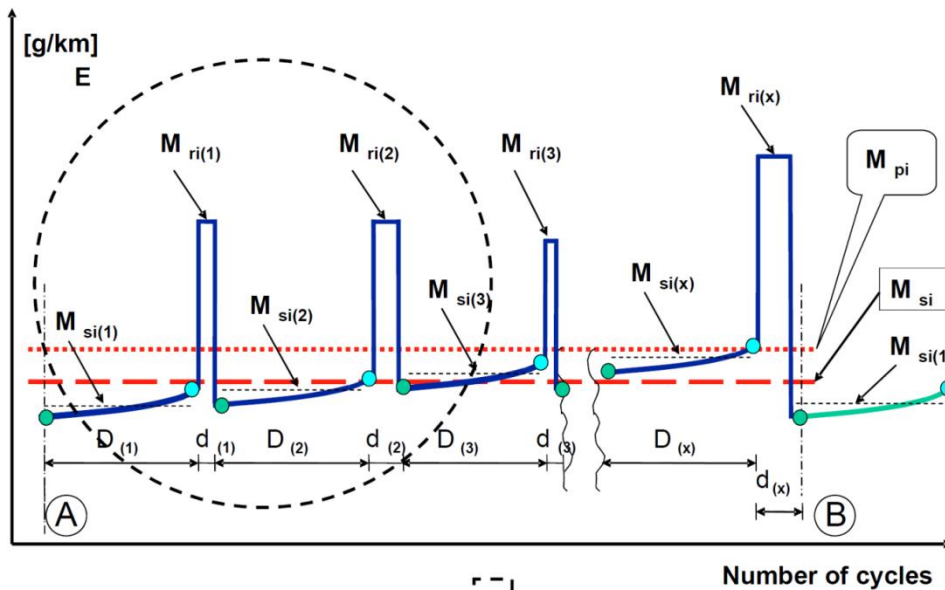 [g/km]
E
M ri(1)
M ri(2)
M ri(3)
M ri(x)
M pi
M si(1)
M si(2)
M si(3)
M si(x)
M si
M si(1
D (1)
d (1)
D (2)
d (2)
D (3)
d (3)
D (x)
d (x)
A
B
Number of cycles